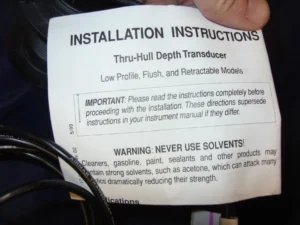 INSTALLATION INSTRUCTIONS
Thru-Hull Depth Transducer
Low Profile, Flush, and Retractable Models
IMPORTANT: Please read the instructions completely before
proceeding with the installation. These directions supersede
instructions in your instrument manual if they differ.
WARNING: NEVER USE SOLVENTS!
Cleaners, gasoline, paint, sealants and other products may
tain strong solvents, such as acetone, which can attack many
tics dramatically reducing their strength.
ications